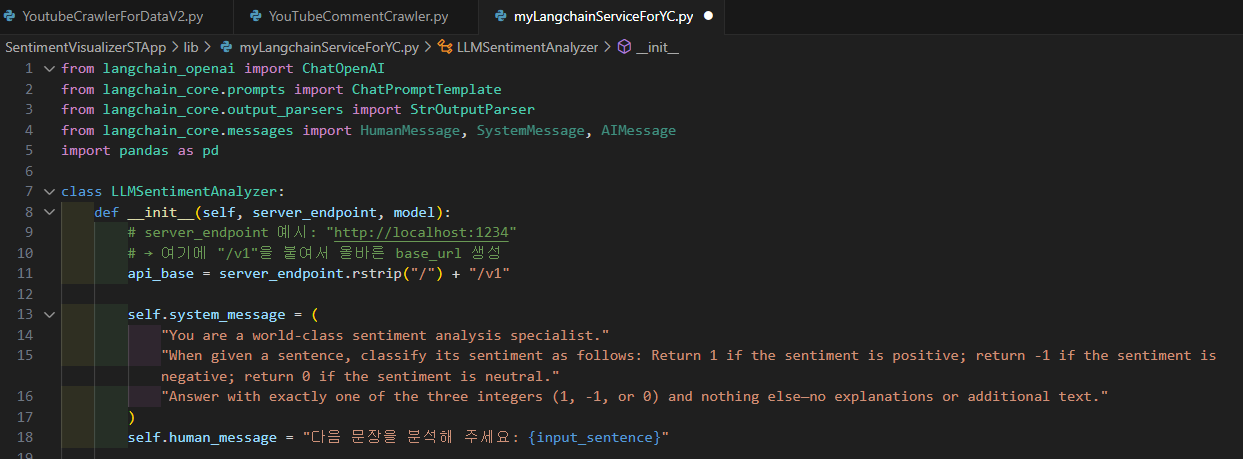 YoutubeCrawlerForDataV2.py YouTubeCommentCrawler.py myLangchainServiceForYC.py
SentimentVisualizerSTApp > lib > myLangchainServiceForYC.py > LLMSentimentAnalyzer > __init__
1 from langchain_openai import ChatOpenAI
2 from langchain_core.prompts import ChatPromptTemplate
3 from langchain_core.output_parsers import StrOutputParser
4 from langchain_core.messages import HumanMessage, SystemMessage, AIMessage
5 import pandas as pd
6
7 class LLMSentimentAnalyzer:
8 def __init__(self, server_endpoint, model):
9 # server_endpoint 예시: "http://localhost:1234"
10 # → 여기에 "/v1"을 붙여서 올바른 base_url 생성
11 api_base = server_endpoint.rstrip("/") + "/v1"
12
13 self.system_message = (
14 "You are a world-class sentiment analysis specialist."
15 "When given a sentence, classify its sentiment as follows: Return 1 if the sentiment is positive; return -1 if the sentiment is
negative; return 0 if the sentiment is neutral."
16 "Answer with exactly one of the three integers (1, -1, or 0) and nothing else—no explanations or additional text."
17 )
18 self.human_message = "다음 문장을 분석해 주세요: {input_sentence}"
19